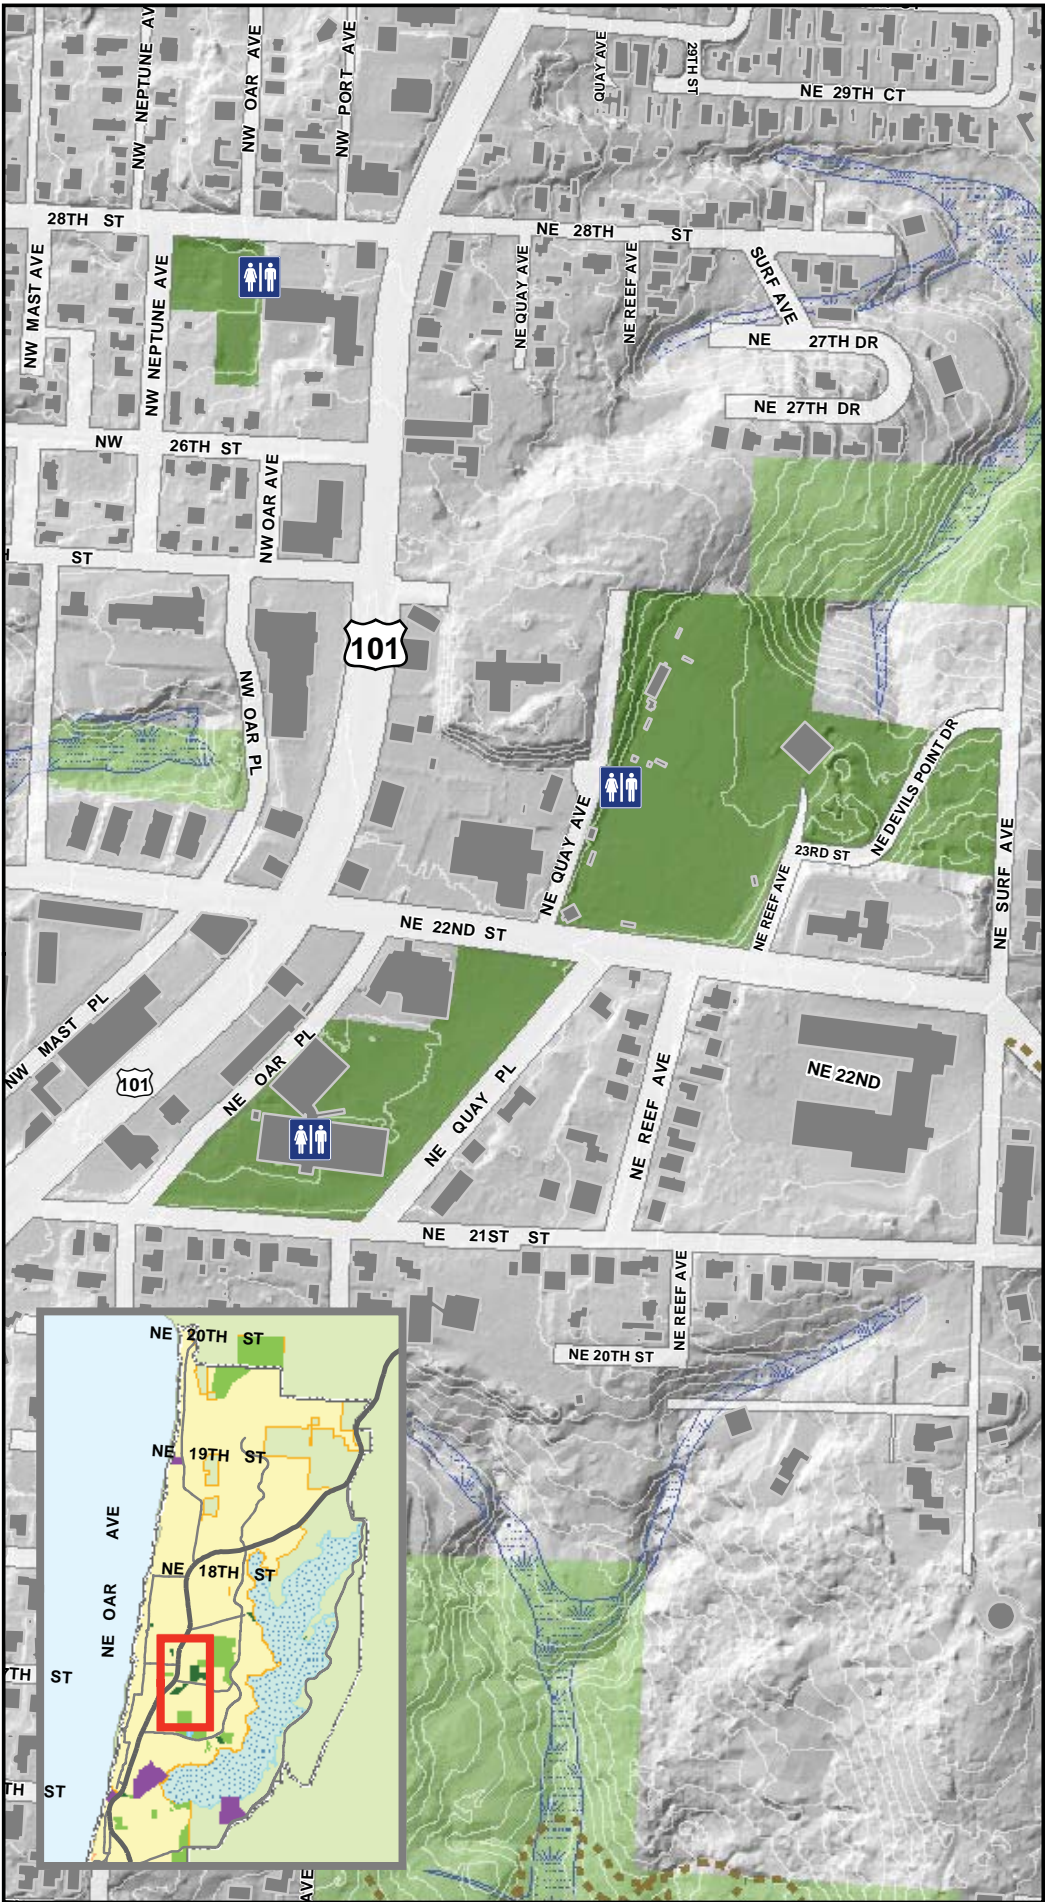 NW NEPTUNE AV
NW OAR AVE
NW PORT AVE
QUAY AVE
29TH ST
NE 29TH CT
28TH ST
NE 28TH ST
NW MAST AVE
NW NEPTUNE AVE
NE QUAY AVE
NE REEF AVE
SURF AVE
NE 27TH DR
NE 27TH DR
NW 26TH ST
NW OAR AVE
ST
101
NW OAR PL
NE DEVILS POINT DR
NE QUAY AVE
23RD ST
NE REEF AVE
NE SURF AVE
NE 22ND ST
NW MAST PL
101
NE OAR PL
NE QUAY PL
NE REEF AVE
NE 22ND
NE 21ST ST
NE REEF AVE
NE 20TH ST
NE 20TH ST
NE 19TH ST
NE OAR AVE
NE 18TH ST
7TH ST
TH ST
AVE